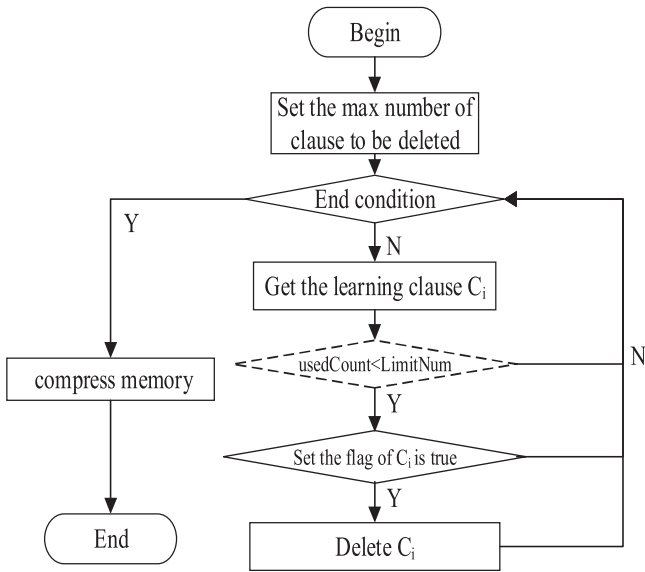 Begin
Set the max number of
clause to be deleted
End condition
Y
N
Get the learning clause Ci
usedCount<LimitNum
N
compress memory
Y
Set the flag of Ci is true
Y
End
Delete Ci